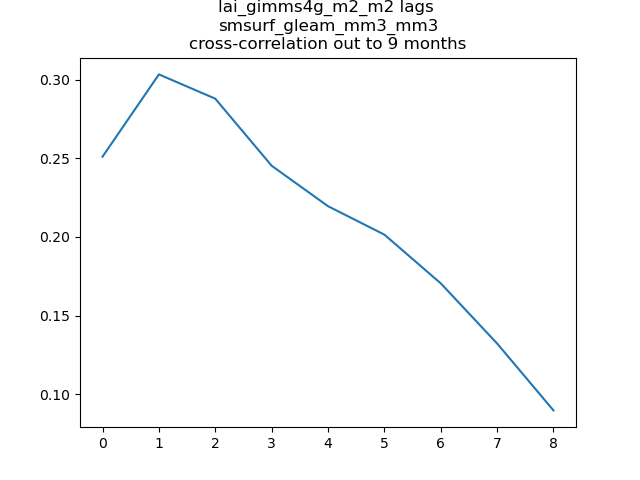 lai_gimms4g_m2_m2 lags
smsurf_gleam_mm3_mm3
cross-correlation out to 9 months
0.30
0.25
0.20
0.15
0.10
0 1 2 3 4 5 6 7 8